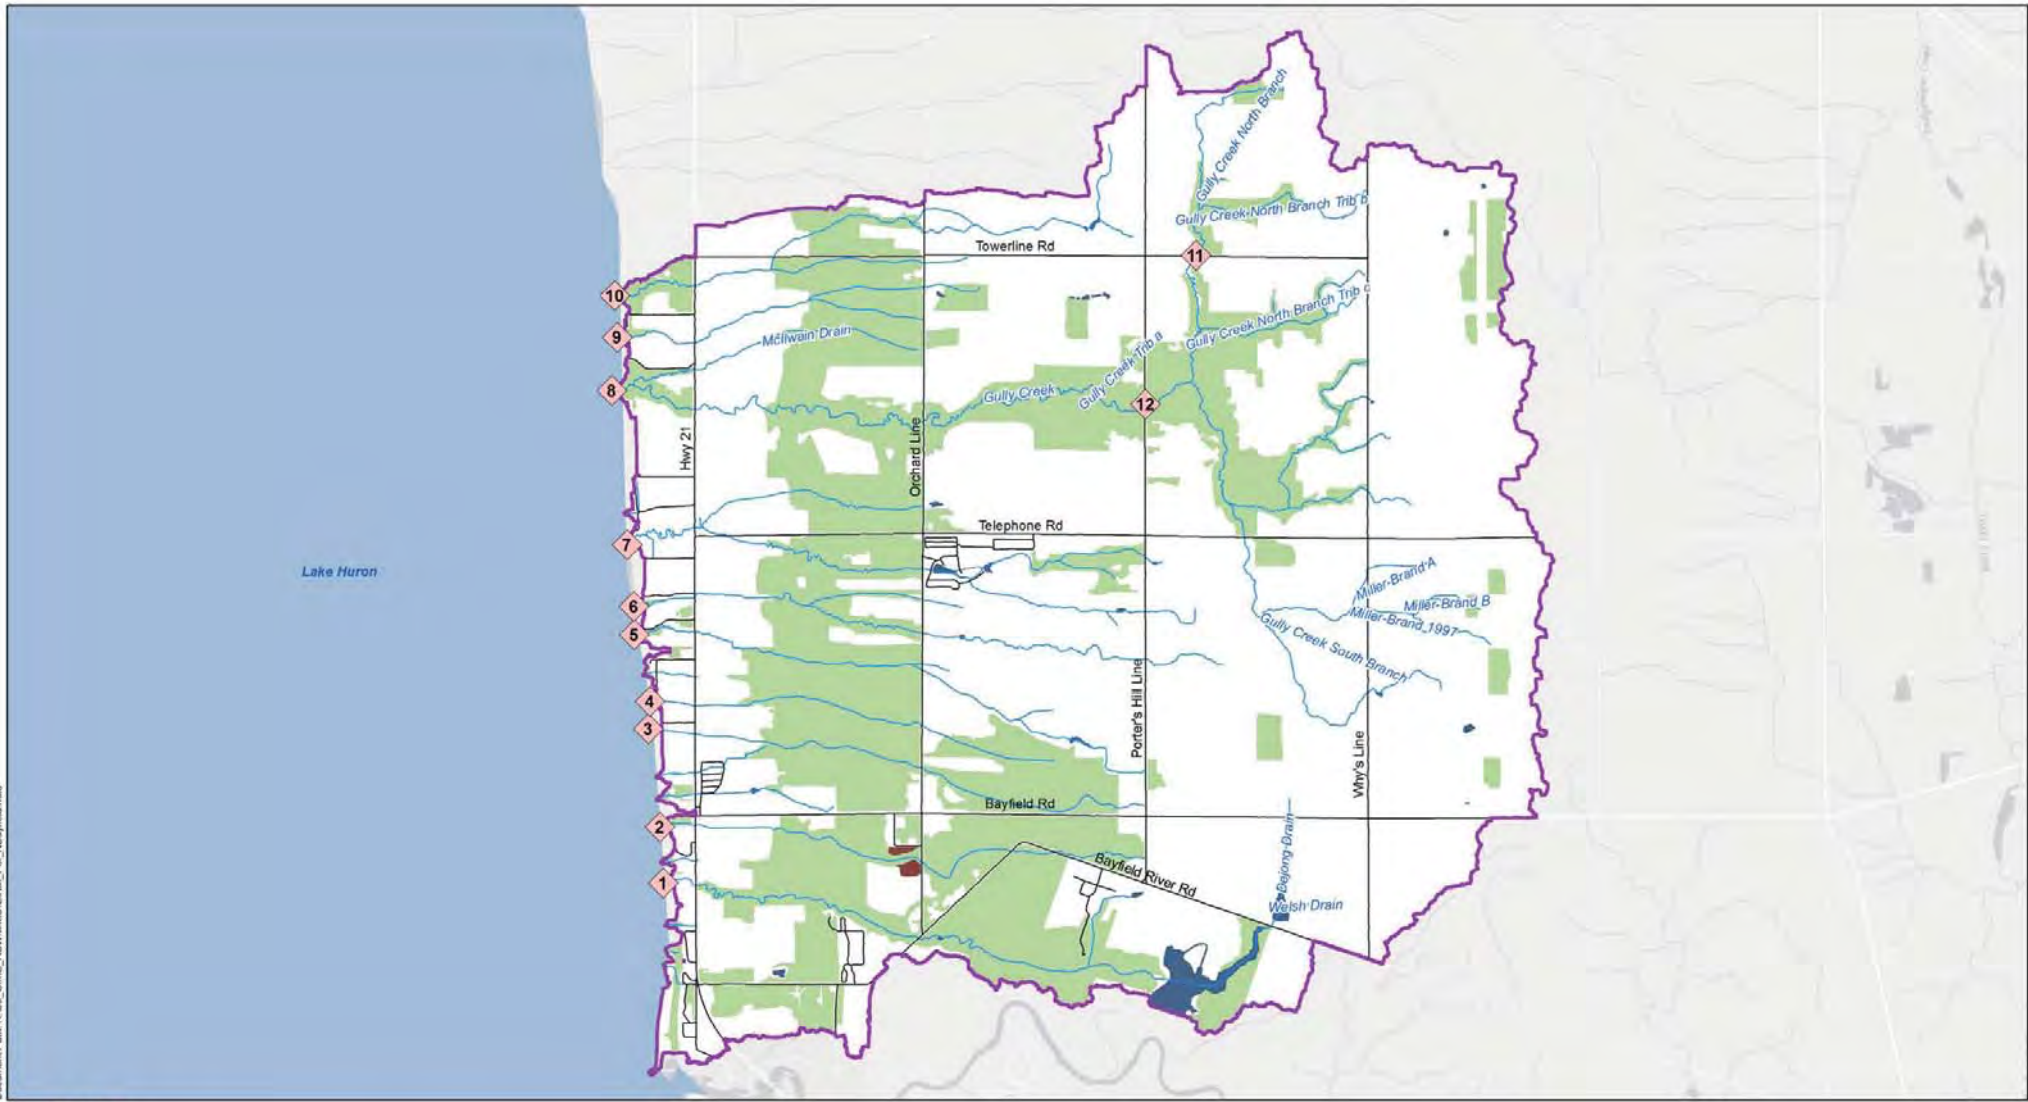 Gully Creek North Branch
Gully Creek North Branch Trib b
Towerline Rd
11
10
Gully Creek North Branch Trib c
9
McIlwain Drain
Gully Creek Trib a
8
Gully Creek
12
Hwy 21
Orchard Line
Telephone Rd
7
Lake Huron
Miller-Brand A
6
Miller-Brand B
Miller-Brand 1997
5
Gully Creek South Branch
4
Porter's Hill Line
3
Why's Line
Bayfield Rd
2
Dejong Drain
Bayfield River Rd
1
Welsh Drain